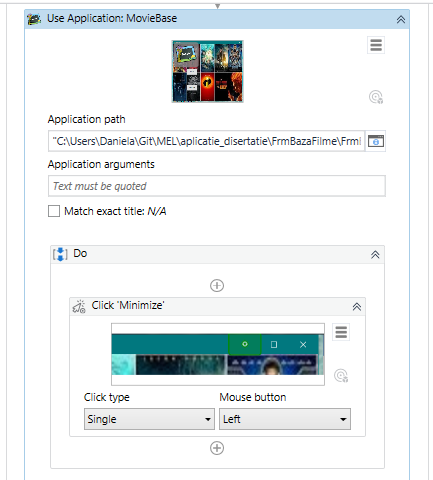 Use Application: MovieBase
Application path
"C:\Users\Daniela\Git\MEL\aplicatie_disertatie\FrmBazaFilme\Frm
Application arguments
Text must be quoted
Match exact title: N/A
Do
Click 'Minimize'
Click type Mouse button
Single Left